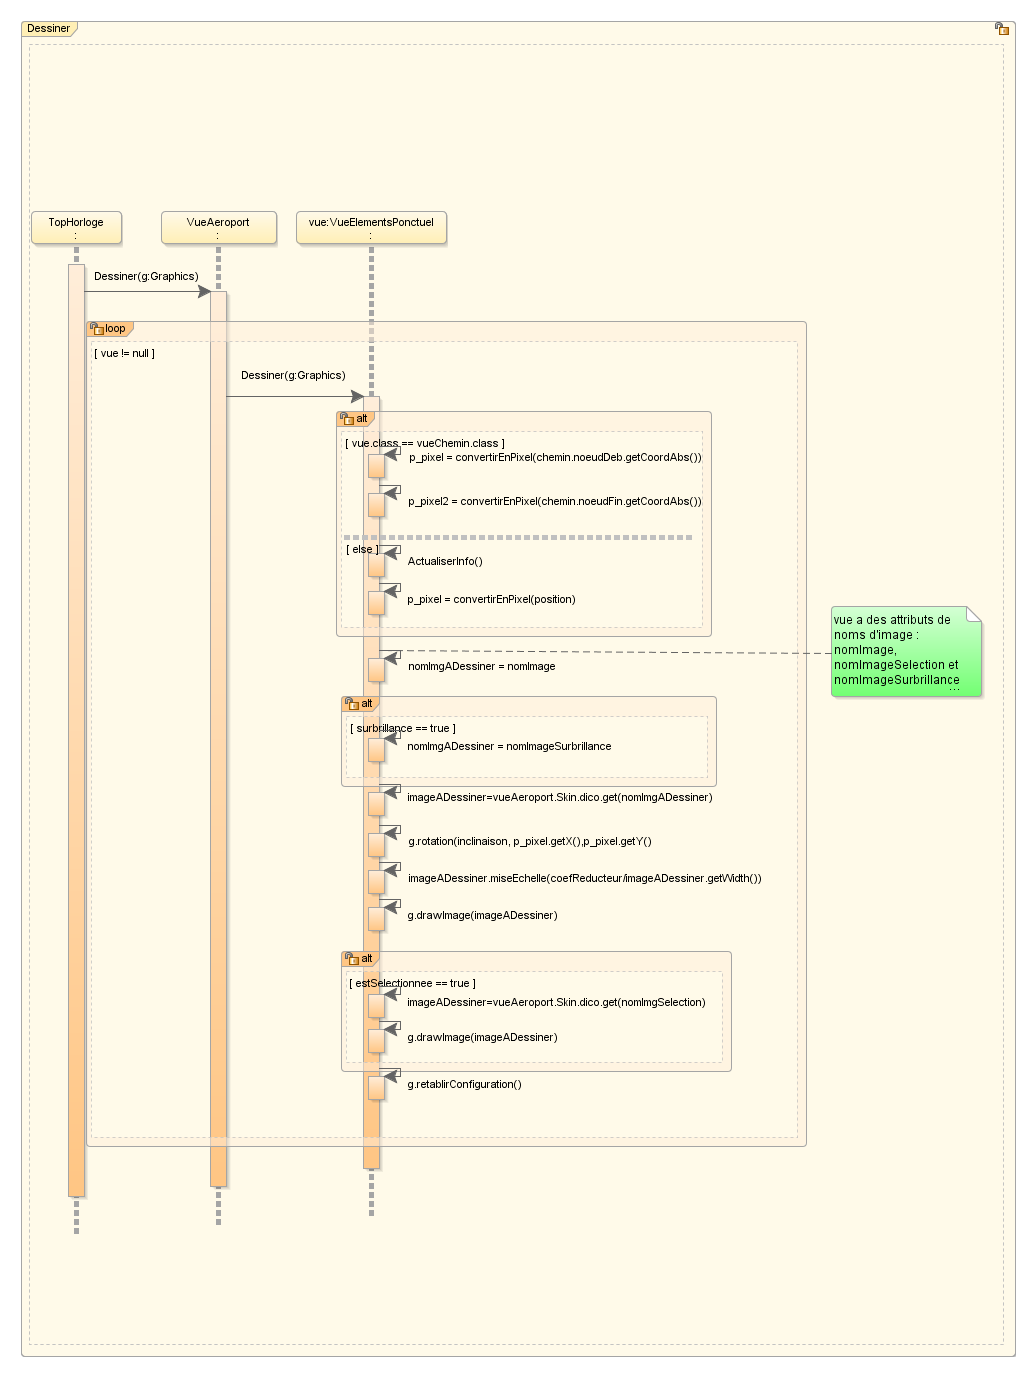 Dessiner
TopHorloge
:
VueAeroport
:
vue:VueElementsPonctuel
:
Dessiner(g:Graphics)
loop
[ vue != null ]
Dessiner(g:Graphics)
alt
[ vue.class == vueChemin.class ]
p_pixel = convertirEnPixel(chemin.noeudDeb.getCoordAbs())
p_pixel2 = convertirEnPixel(chemin.noeudFin.getCoordAbs())
[ else ]
ActualiserInfo()
p_pixel = convertirEnPixel(position)
vue a des attributs de
noms d'image :
nomImage,
nomImageSelection et
nomImageSurbrillance
...
nomImgADessiner = nomImage
alt
[ surbrillance == true ]
nomImgADessiner = nomImageSurbrillance
imageADessiner=vueAeroport.Skin.dico.get(nomImgADessiner)
g.rotation(inclinaison, p_pixel.getX(),p_pixel.getY()
imageADessiner.miseEchelle(coefReducteur/imageADessiner.getWidth())
g.drawImage(imageADessiner)
alt
[ estSelectionnee == true ]
imageADessiner=vueAeroport.Skin.dico.get(nomImgSelection)
g.drawImage(imageADessiner)
g.retablirConfiguration()